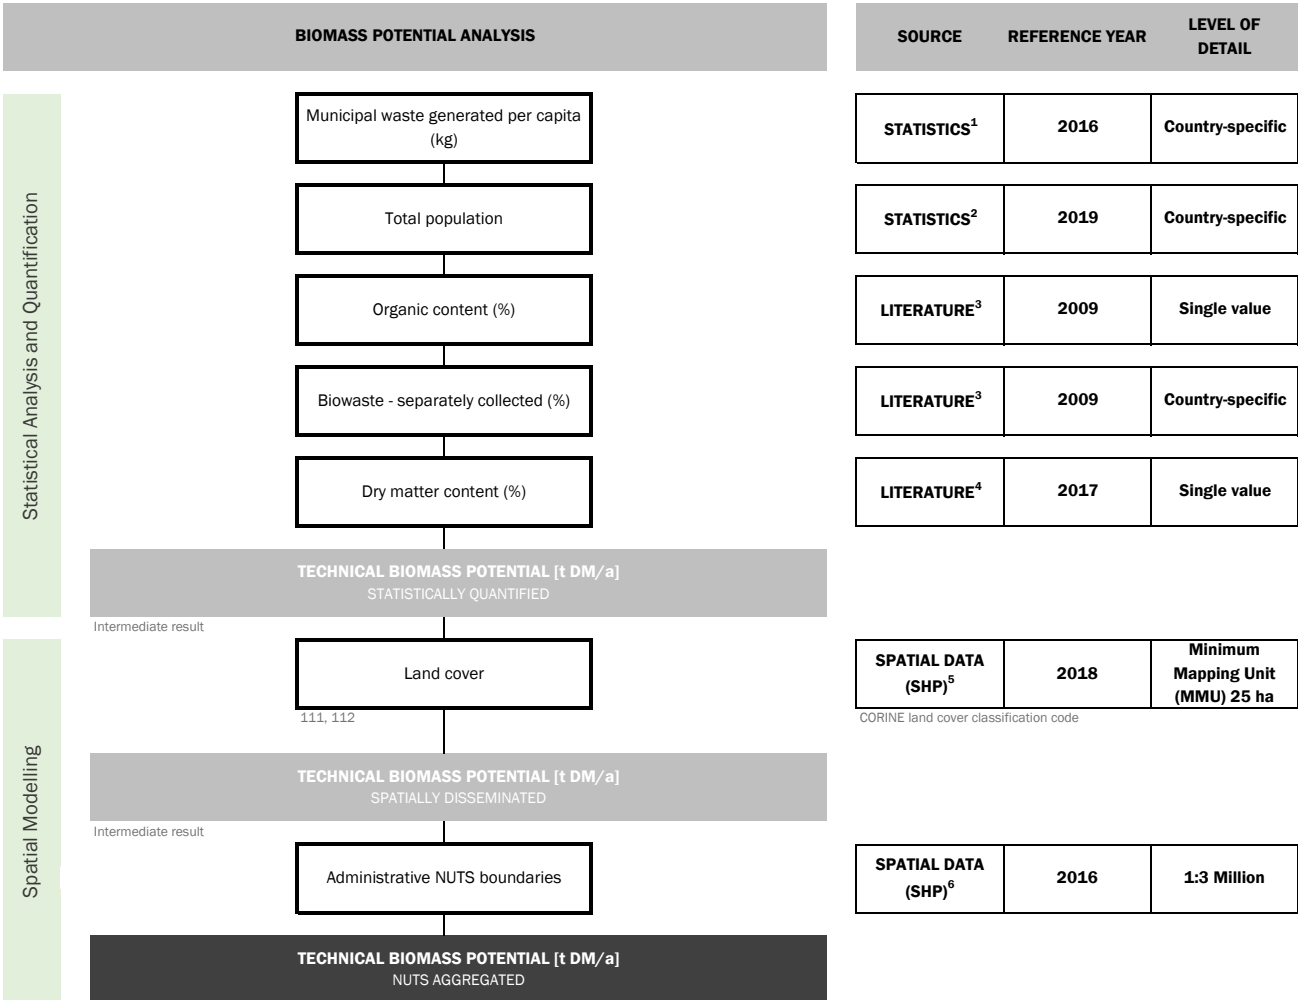 BIOMASS POTENTIAL ANALYSIS
SOURCE
REFERENCE YEAR
LEVEL OF
DETAIL
Statistical Analysis and Quantification
Municipal waste generated per capita
(kg)
STATISTICS¹
2016
Country-specific
Total population
STATISTICS²
2019
Country-specific
Organic content (%)
LITERATURE³
2009
Single value
Biowaste - separately collected (%)
LITERATURE³
2009
Country-specific
Dry matter content (%)
LITERATURE⁴
2017
Single value
TECHNICAL BIOMASS POTENTIAL [t DM/a]
STATISTICALLY QUANTIFIED
Intermediate result
Spatial Modelling
Land cover
111, 112
SPATIAL DATA
(SHP)⁵
2018
Minimum
Mapping Unit
(MMU) 25 ha
CORINE land cover classification code
TECHNICAL BIOMASS POTENTIAL [t DM/a]
SPATIALLY DISSEMINATED
Intermediate result
Administrative NUTS boundaries
SPATIAL DATA
(SHP)⁶
2016
1:3 Million
TECHNICAL BIOMASS POTENTIAL [t DM/a]
NUTS AGGREGATED